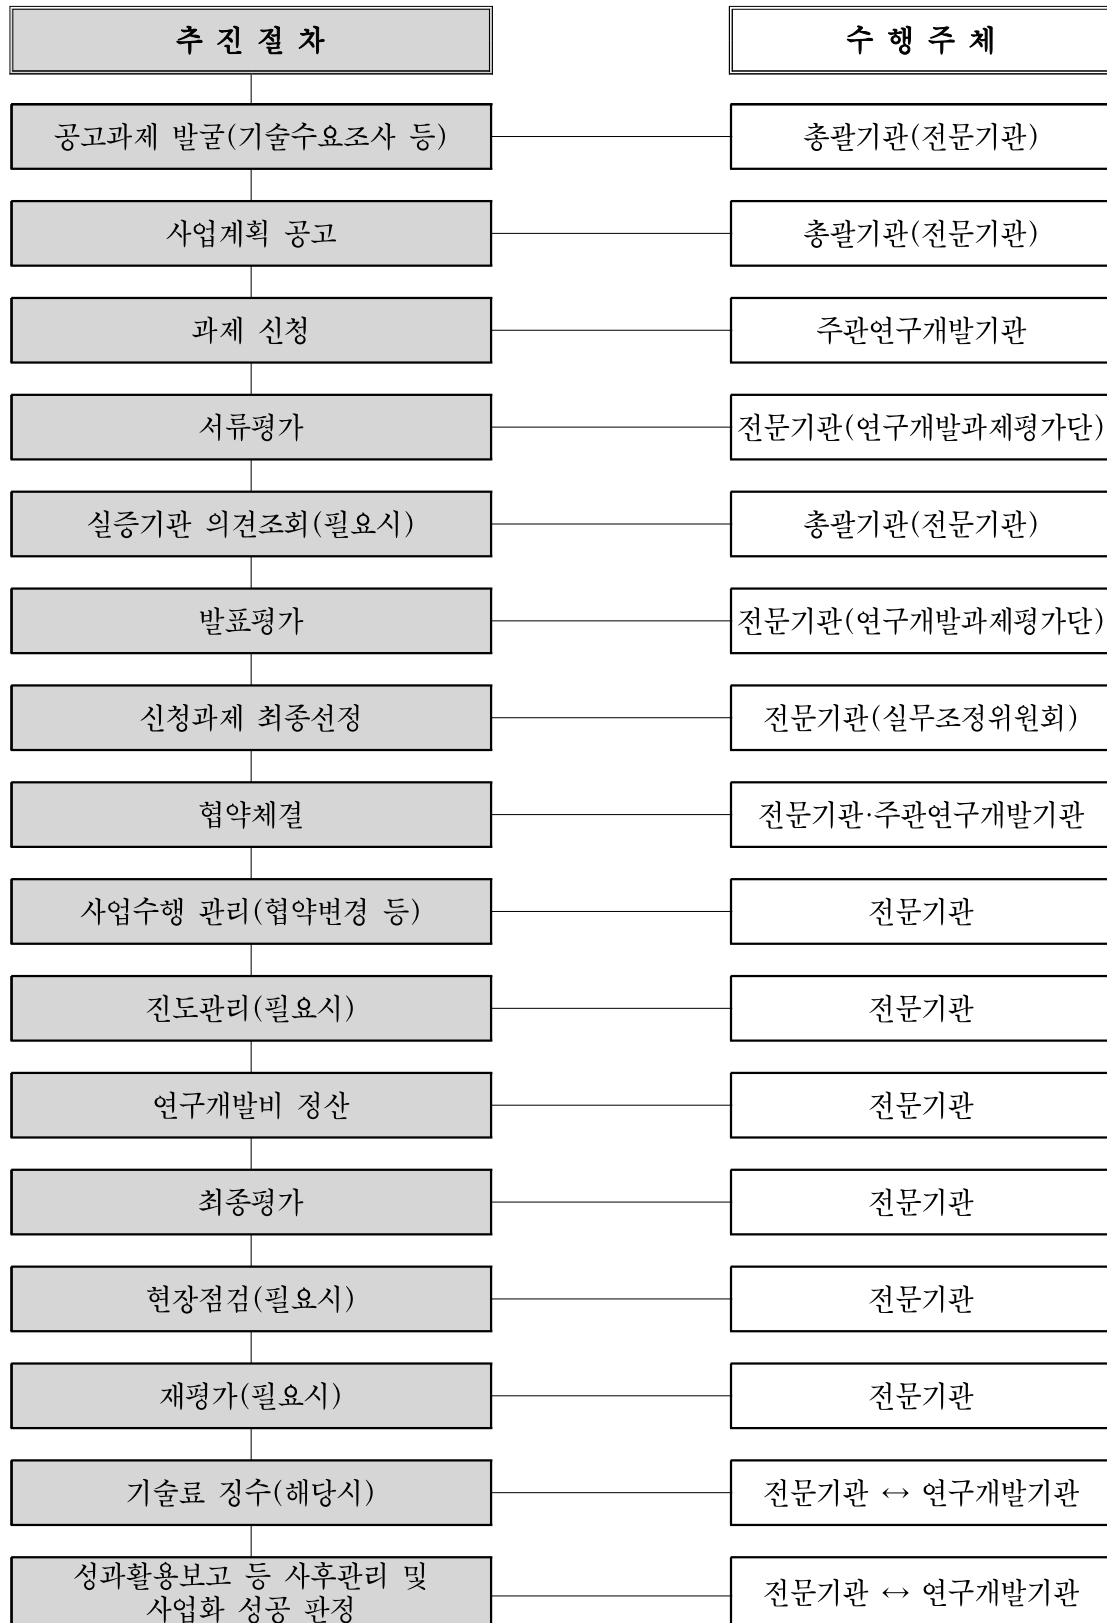 추 진 절 차
수 행 주 체
공고과제 발굴(기술수요조사 등)
총괄기관(전문기관)
사업계획 공고
총괄기관(전문기관)
과제 신청
주관연구개발기관
서류평가
전문기관(연구개발과제평가단)
실증기관 의견조회(필요시)
총괄기관(전문기관)
발표평가
전문기관(연구개발과제평가단)
신청과제 최종선정
전문기관(실무조정위원회)
협약체결
전문기관·주관연구개발기관
사업수행 관리(협약변경 등)
전문기관
진도관리(필요시)
전문기관
연구개발비 정산
전문기관
최종평가
전문기관
현장점검(필요시)
전문기관
재평가(필요시)
전문기관
기술료 징수(해당시)
전문기관 ↔ 연구개발기관
성과활용보고 등 사후관리 및
사업화 성공 판정
전문기관 ↔ 연구개발기관